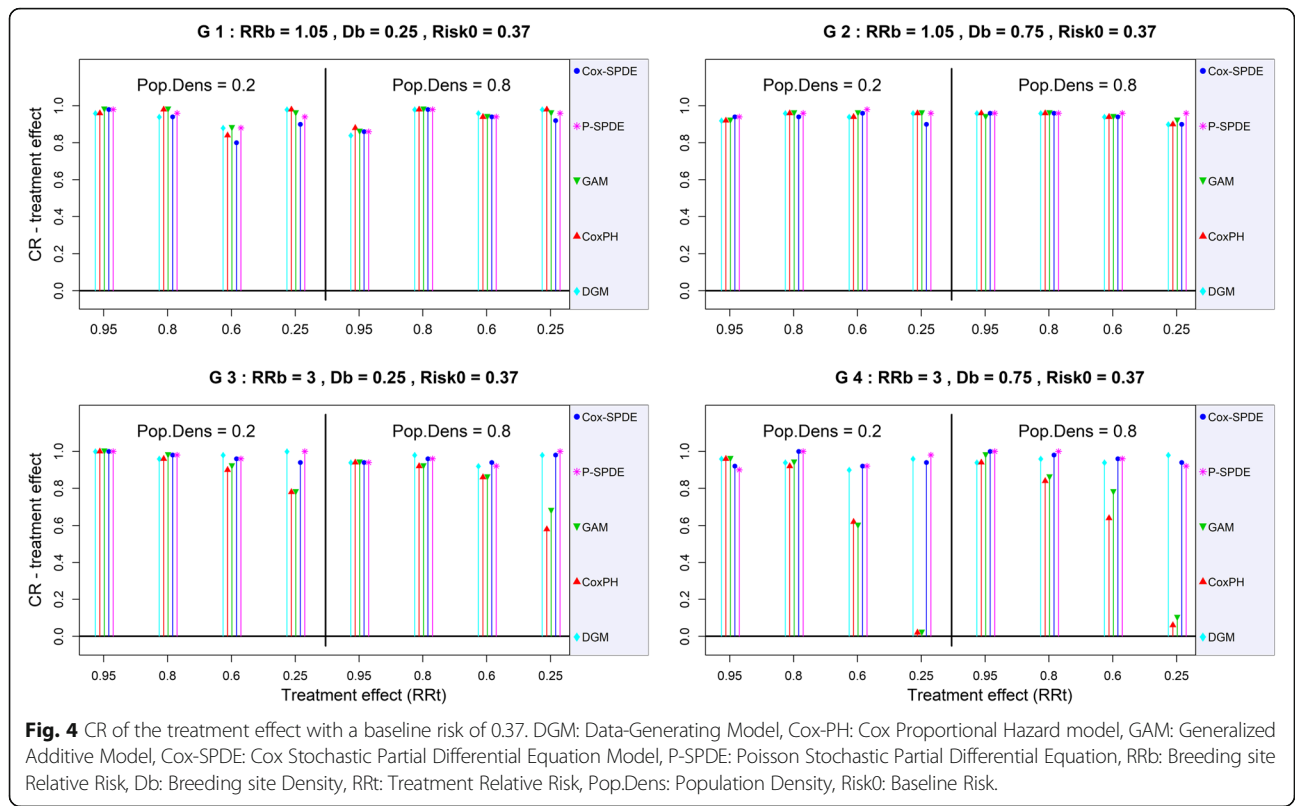 G 1 : RRb = 1.05 , Db = 0.25 , Risk0 = 0.37
CR - treatment effect
1.0
0.8
0.6
0.4
0.2
0.0
Pop.Dens = 0.2
Pop.Dens = 0.8
0.95 0.8 0.6 0.25 0.95 0.8 0.6 0.25
Cox-SPDE
P-SPDE
GAM
CoxPH
DGM
G 2 : RRb = 1.05 , Db = 0.75 , Risk0 = 0.37
1.0
0.8
0.6
0.4
0.2
0.0
Pop.Dens = 0.2
Pop.Dens = 0.8
0.95 0.8 0.6 0.25 0.95 0.8 0.6 0.25
Cox-SPDE
P-SPDE
GAM
CoxPH
DGM
G 3 : RRb = 3 , Db = 0.25 , Risk0 = 0.37
CR - treatment effect
1.0
0.8
0.6
0.4
0.2
0.0
Pop.Dens = 0.2
Pop.Dens = 0.8
0.95 0.8 0.6 0.25 0.95 0.8 0.6 0.25
Treatment effect (RRt)
Cox-SPDE
P-SPDE
GAM
CoxPH
DGM
G 4 : RRb = 3 , Db = 0.75 , Risk0 = 0.37
1.0
0.8
0.6
0.4
0.2
0.0
Pop.Dens = 0.2
Pop.Dens = 0.8
0.95 0.8 0.6 0.25 0.95 0.8 0.6 0.25
Treatment effect (RRt)
Cox-SPDE
P-SPDE
GAM
CoxPH
DGM
Fig. 4 CR of the treatment effect with a baseline risk of 0.37. DGM: Data-Generating Model, Cox-PH: Cox Proportional Hazard model, GAM: Generalized
Additive Model, Cox-SPDE: Cox Stochastic Partial Differential Equation Model, P-SPDE: Poisson Stochastic Partial Differential Equation, RRb: Breeding site
Relative Risk, Db: Breeding site Density, RRt: Treatment Relative Risk, Pop.Dens: Population Density, Risk0: Baseline Risk.